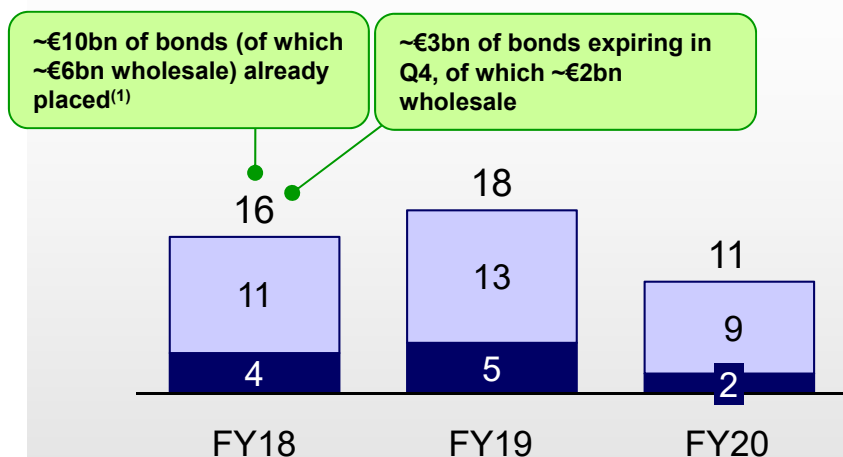 ~€10bn of bonds (of which
~€6bn wholesale) already
placed(1)
~€3bn of bonds expiring in
Q4, of which ~€2bn
wholesale
16
18
11
11
13
9
4
5
2
FY18
FY19
FY20